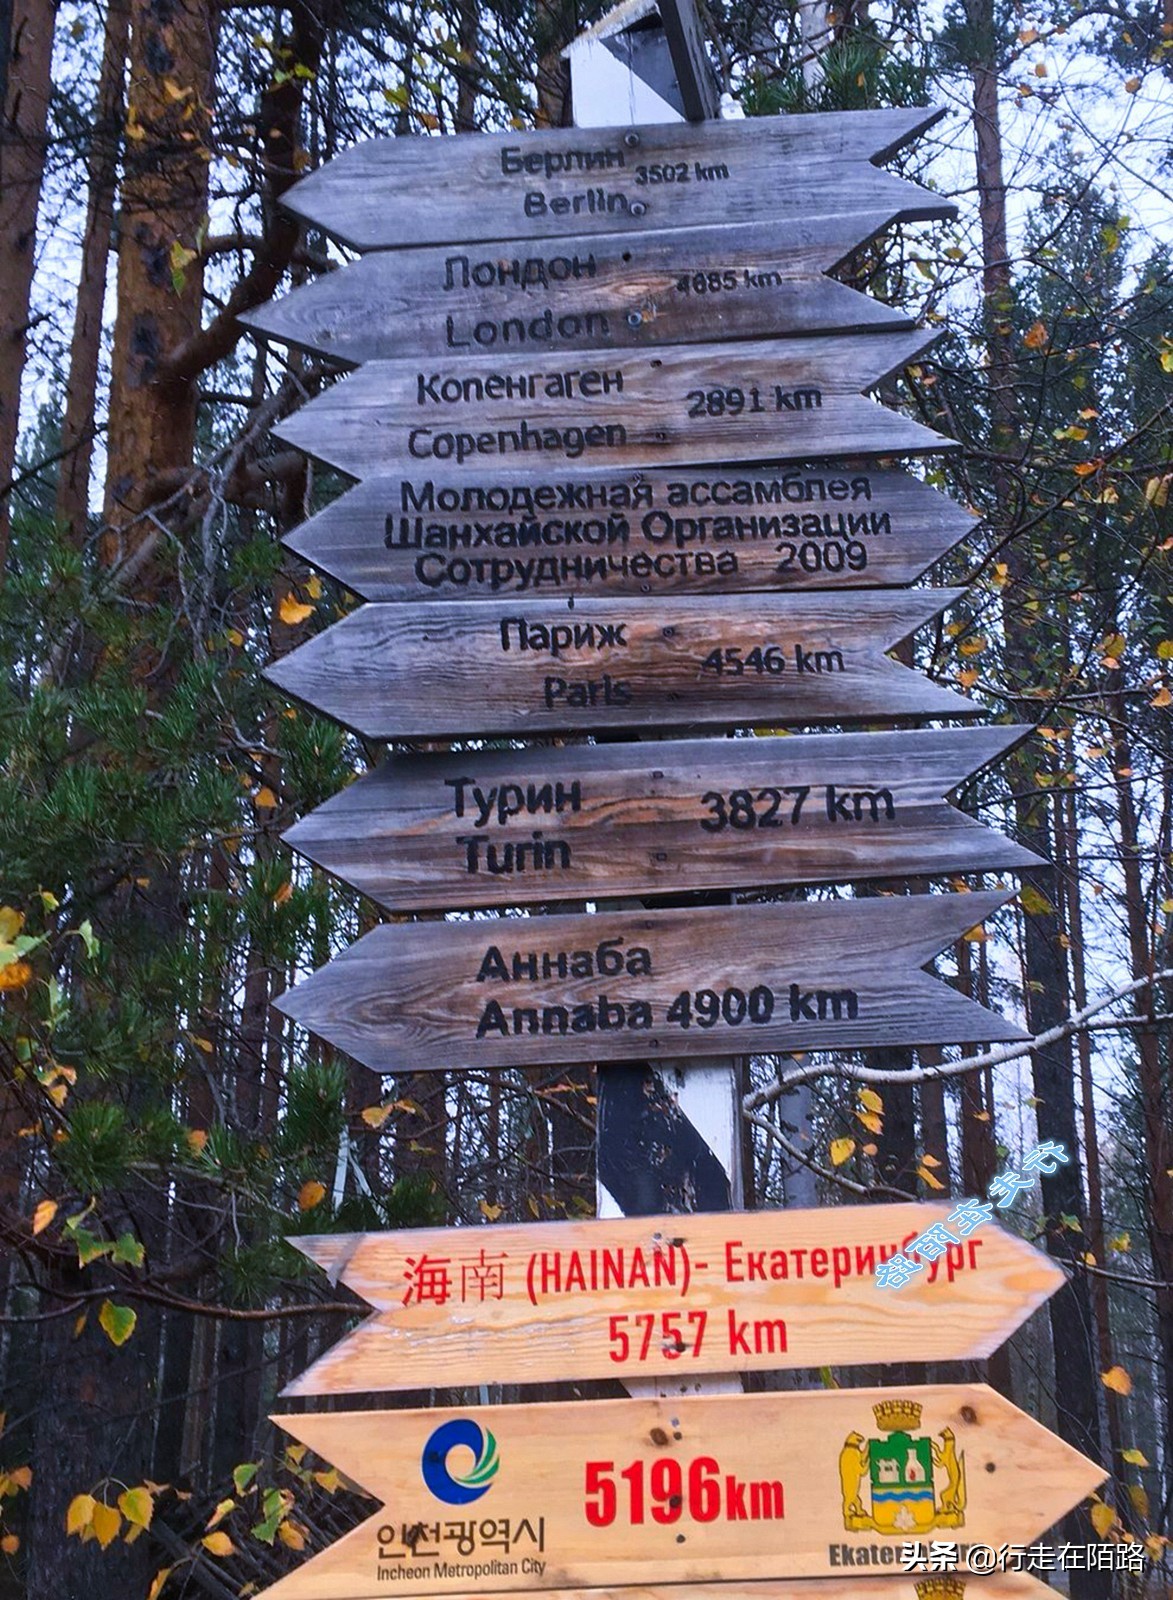 Берлин
3502 km
Berlin
Лондон
4085 km
London
Копенгаген
2891 km
Copenhagen
Молодежная ассамблея
Шанхайской Организации
Сотрудничества 2009
Париж
4546 km
Paris
Турин
3827 km
Turin
Аннаба
Annaba 4900 km
海南 (HAINAN)- Екатеринбург
5757 km
5196km
인천광역시
Incheon Metropolitan City
头条 @行走在陌路